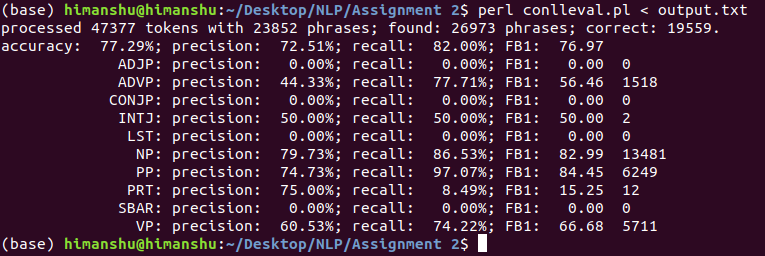 (base) himanshu@himanshu:~/Desktop/NLP/Assignment 2$ perl conlleval.pl < output.txt
processed 47377 tokens with 23852 phrases; found: 26973 phrases; correct: 19559.
accuracy:  77.29%; precision:  72.51%; recall:  82.00%; FB1:  76.97
             ADJP: precision:   0.00%; recall:   0.00%; FB1:   0.00  0
             ADVP: precision:  44.33%; recall:  77.71%; FB1:  56.46  1518
            CONJP: precision:   0.00%; recall:   0.00%; FB1:   0.00  0
             INTJ: precision:  50.00%; recall:  50.00%; FB1:  50.00  2
              LST: precision:   0.00%; recall:   0.00%; FB1:   0.00  0
               NP: precision:  79.73%; recall:  86.53%; FB1:  82.99  13481
               PP: precision:  74.73%; recall:  97.07%; FB1:  84.45  6249
              PRT: precision:  75.00%; recall:   8.49%; FB1:  15.25  12
             SBAR: precision:   0.00%; recall:   0.00%; FB1:   0.00  0
               VP: precision:  60.53%; recall:  74.22%; FB1:  66.68  5711
(base) himanshu@himanshu:~/Desktop/NLP/Assignment 2$